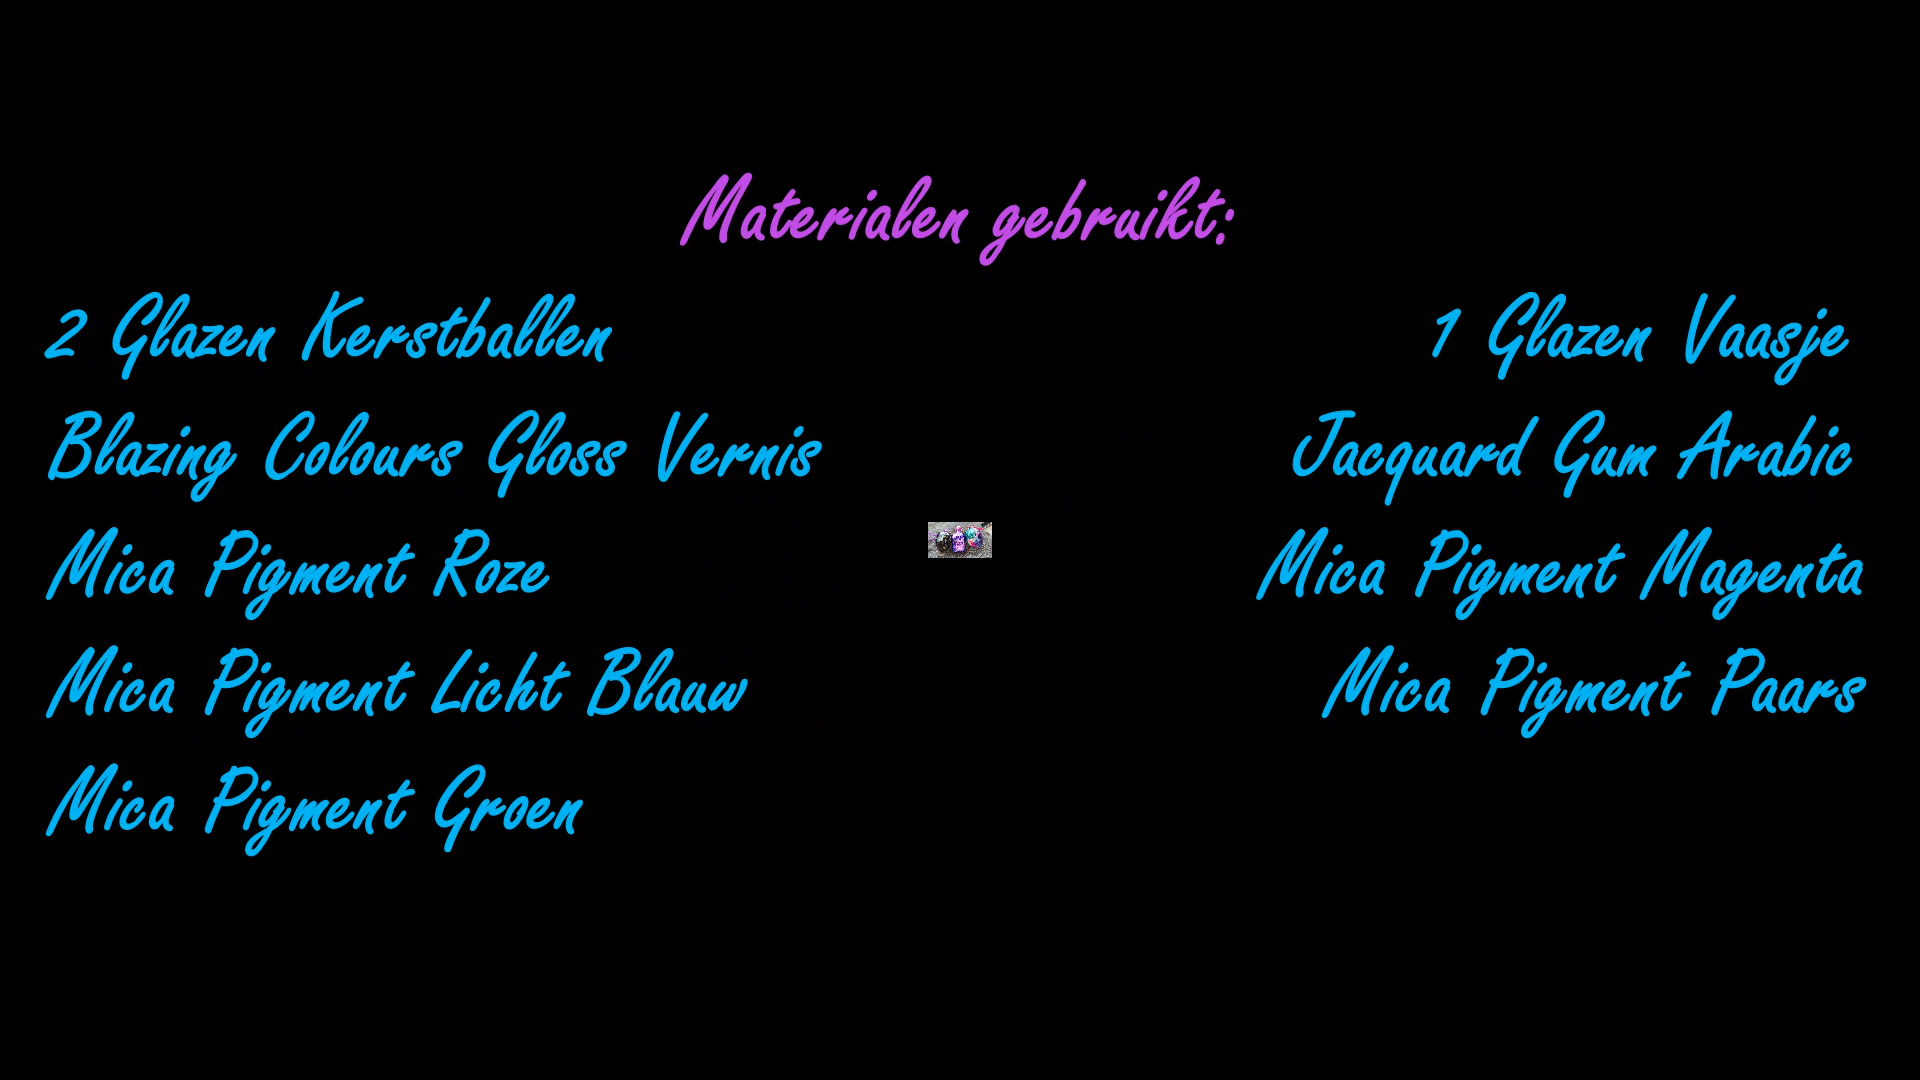 Materialen gebruikt:
2 Glazen Kerstballen
1 Glazen Vaasje
Blazing Colours Gloss Vernis
Jacquard Gum Arabic
Mica Pigment Roze
Mica Pigment Magenta
Mica Pigment Licht Blauw
Mica Pigment Paars
Mica Pigment Groen